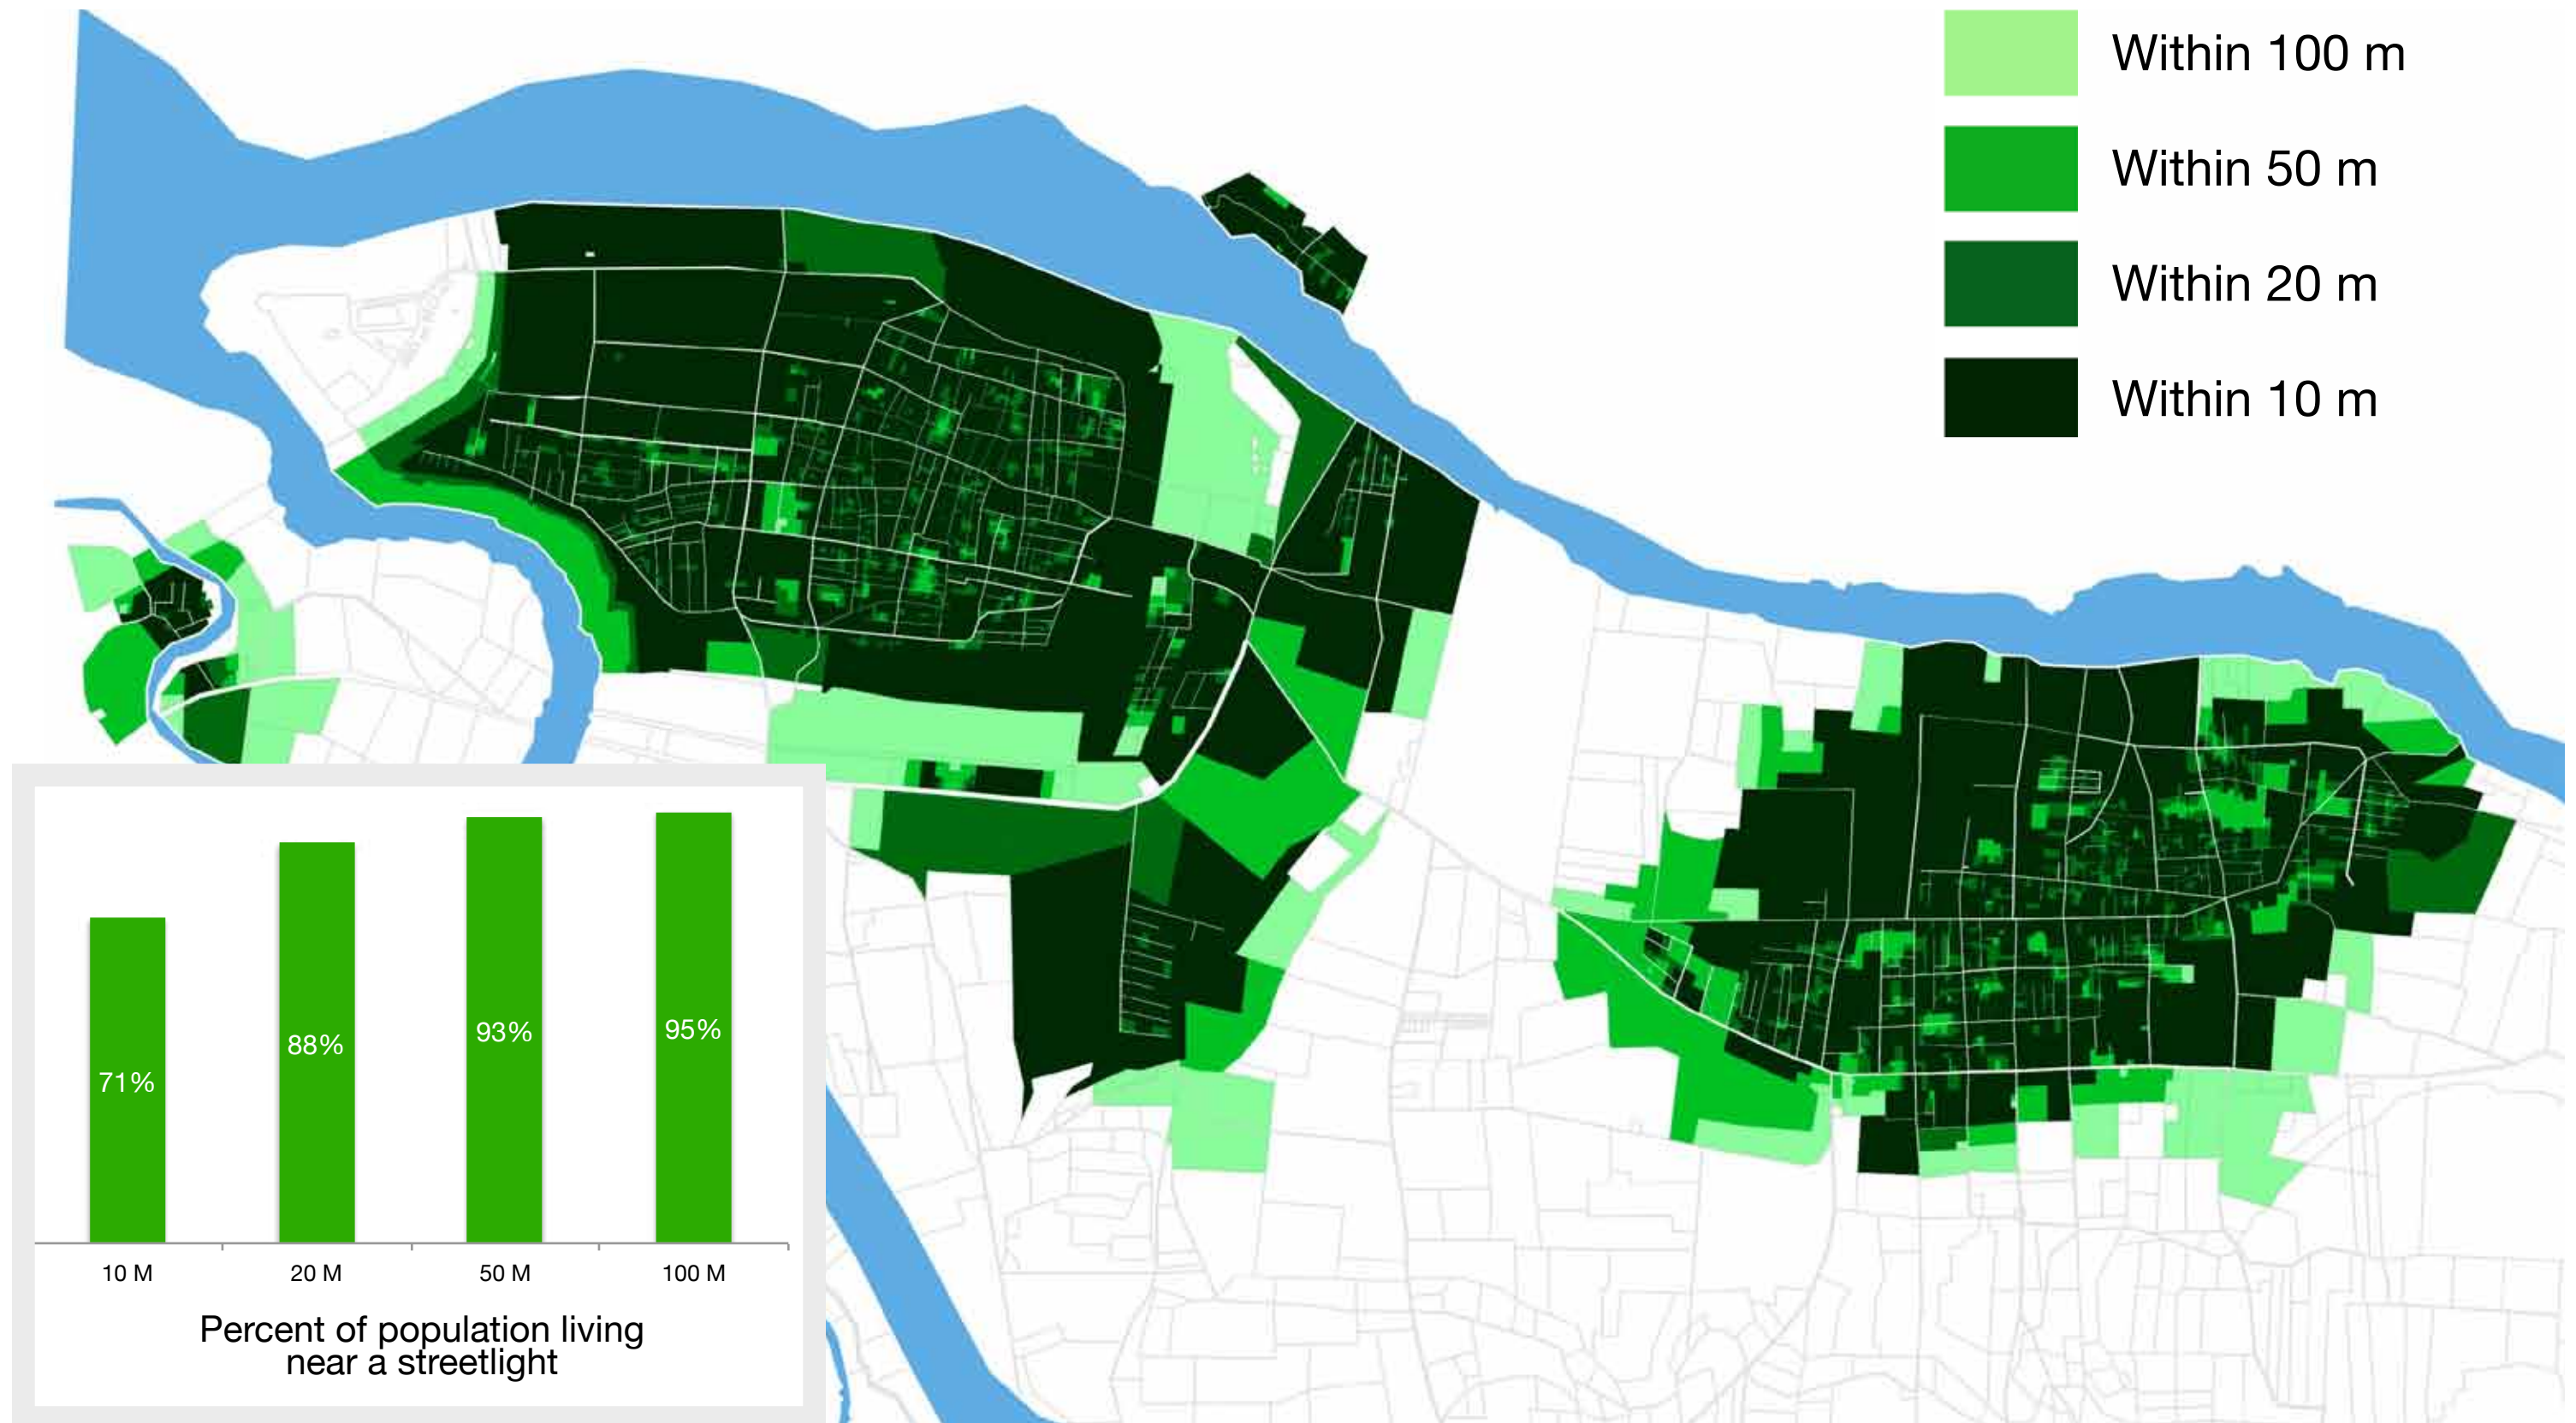 Within 100 m
Within 50 m
Within 20 m
Within 10 m
71%
88%
93%
95%
10 M
20 M
50 M
100 M
Percent of population living
near a streetlight